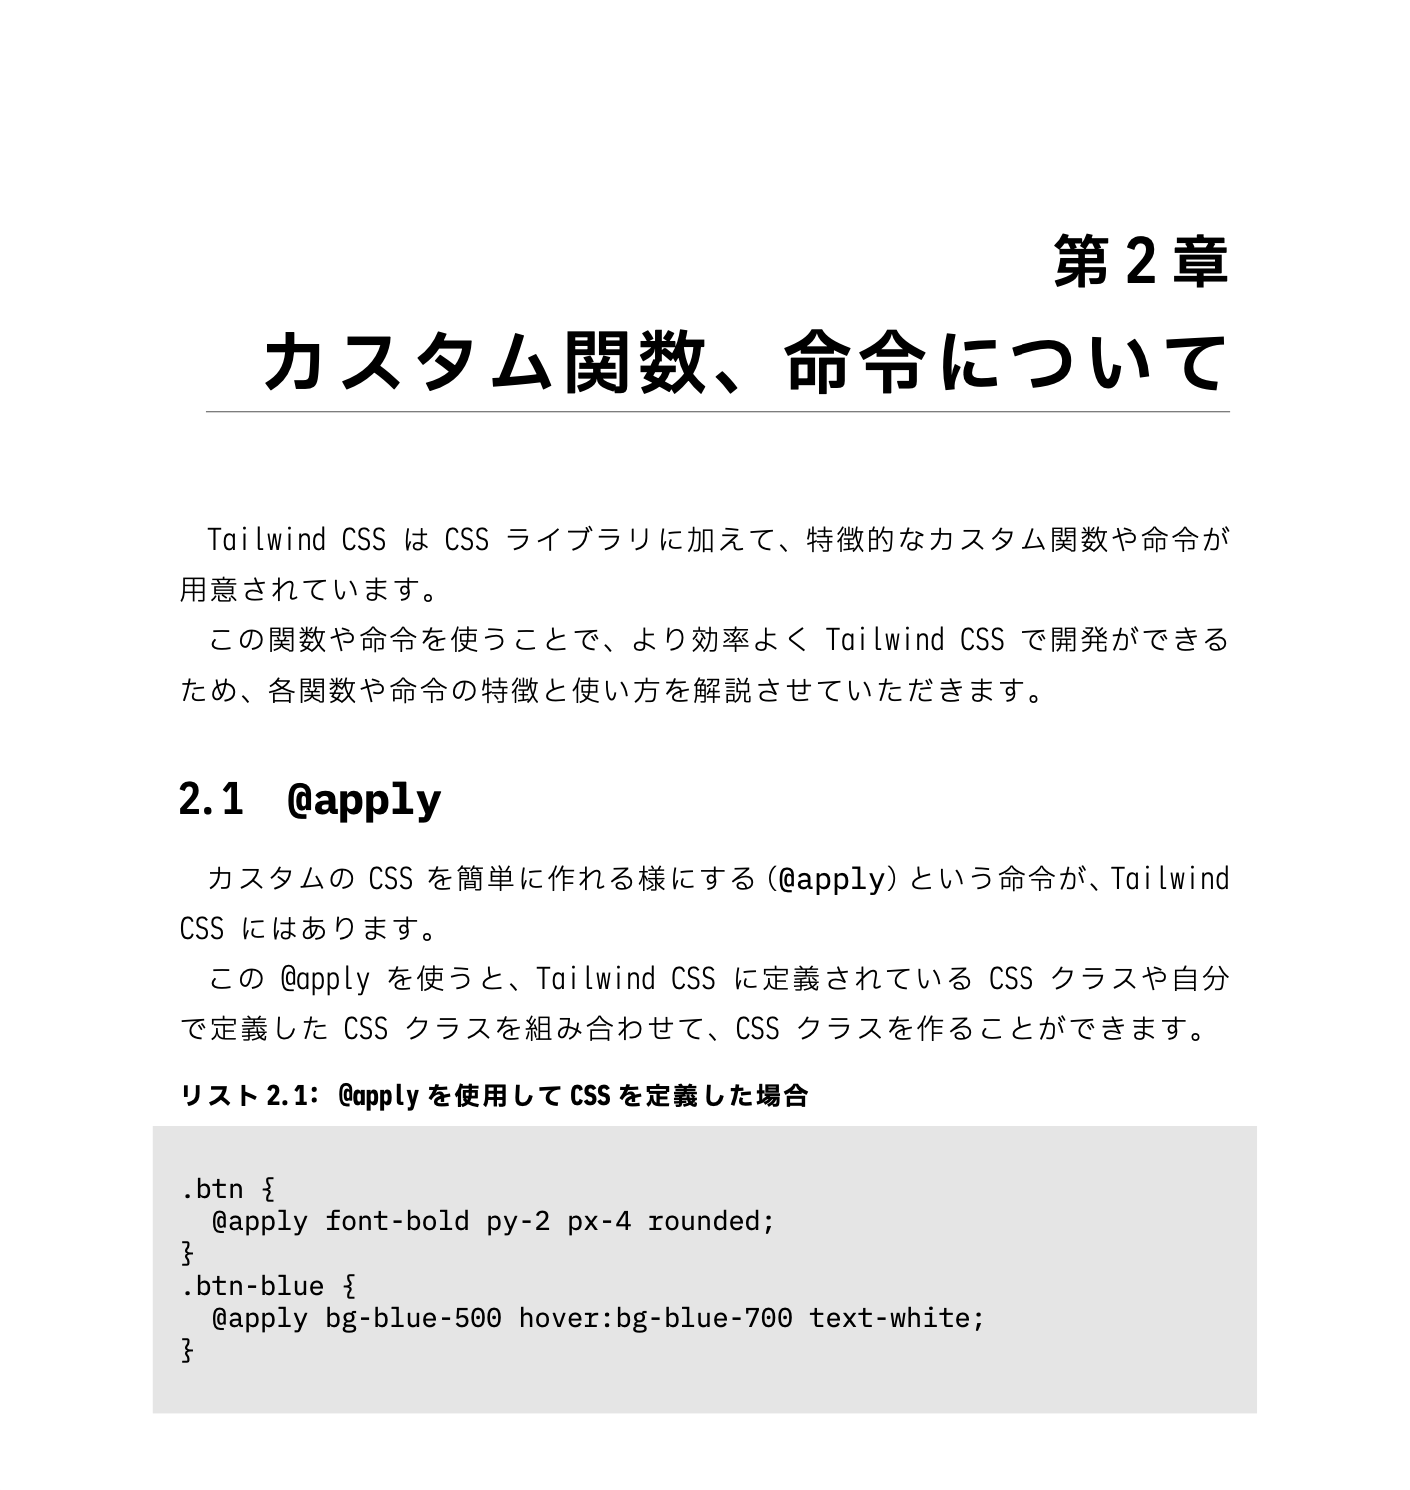 第 2 章
カスタム関数、命令について
Tailwind CSS は CSS ライブラリに加えて、特徴的なカスタム関数や命令が
用意されています。
この関数や命令を使うことで、より効率よく Tailwind CSS で開発ができる
ため、各関数や命令の特徴と使い方を解説させていただきます。
2.1 @apply
カスタムの CSS を簡単に作れる様にする（@apply）という命令が、Tailwind
CSS にはあります。
この @apply を使うと、Tailwind CSS に定義されている CSS クラスや自分
で定義した CSS クラスを組み合わせて、CSS クラスを作ることができます。
リスト 2.1: @apply を使用して CSS を定義した場合
.btn {
  @apply font-bold py-2 px-4 rounded;
}
.btn-blue {
  @apply bg-blue-500 hover:bg-blue-700 text-white;
}